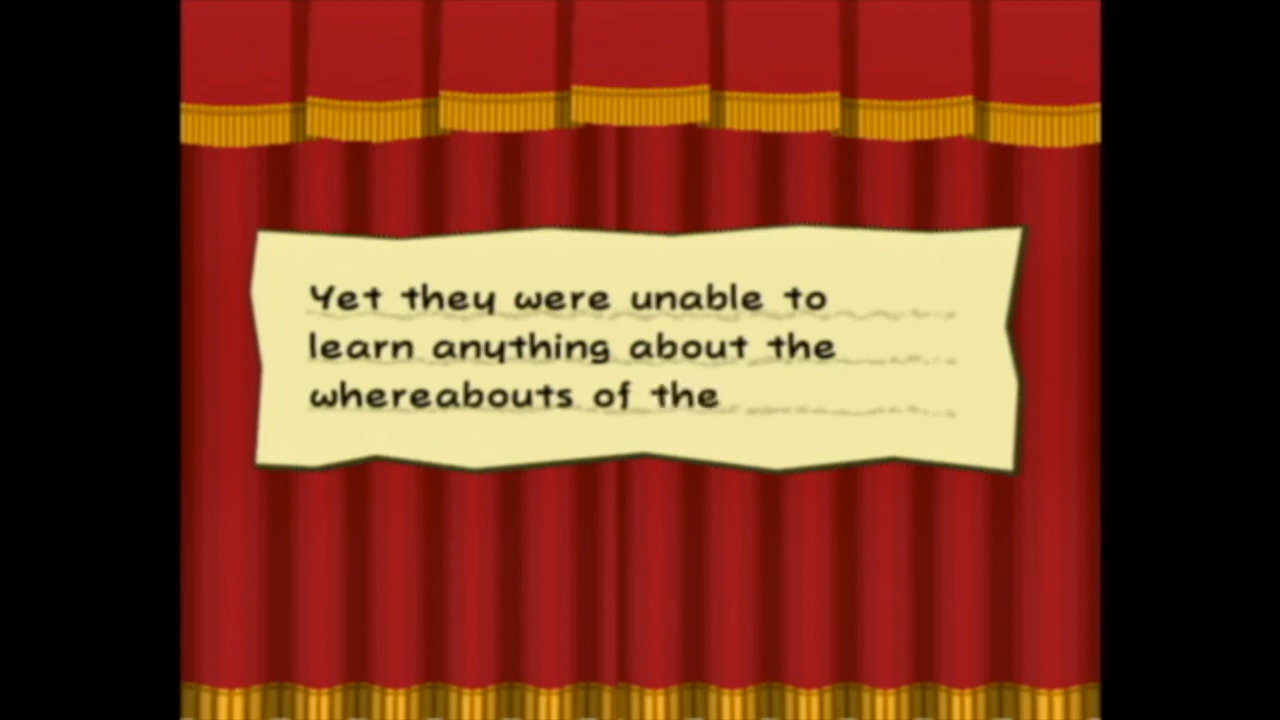 Yet they were unable to
learn anything about the
whereabouts of the